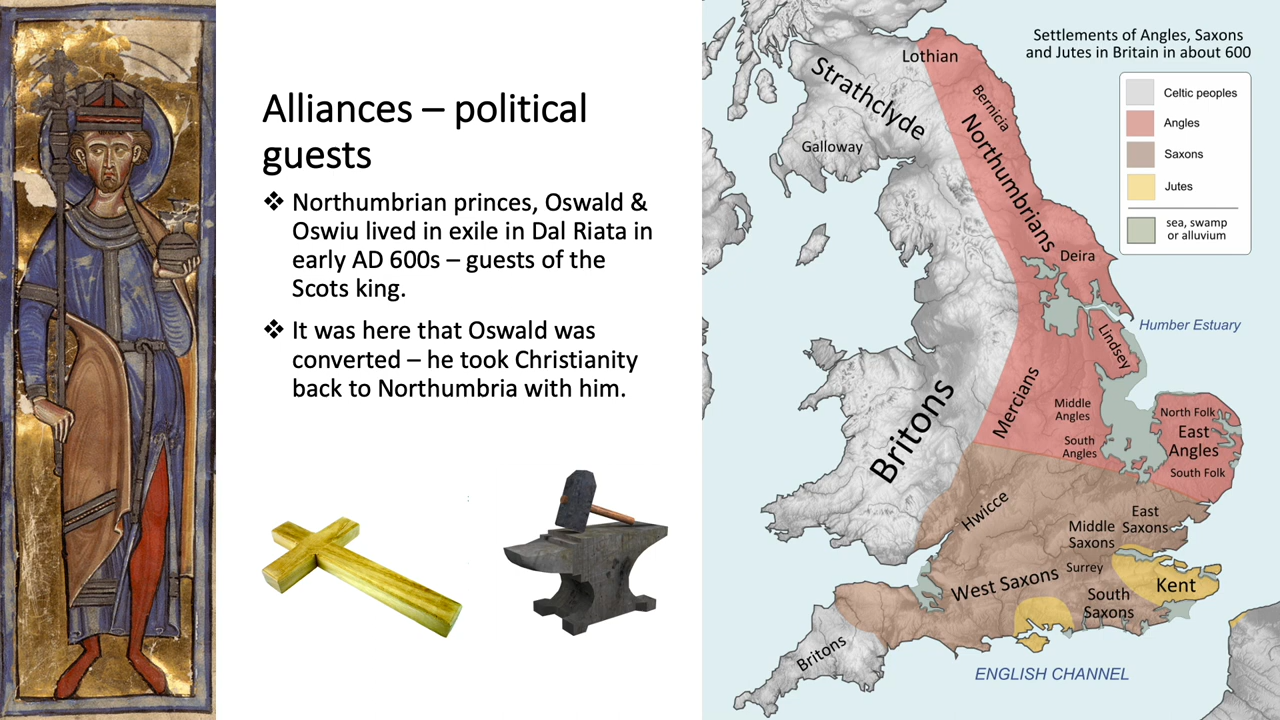 Alliances – political
guests
❖ Northumbrian princes, Oswald &
Oswiu lived in exile in Dal Riata in
early AD 600s – guests of the
Scots king.
❖ It was here that Oswald was
converted – he took Christianity
back to Northumbria with him.
Settlements of Angles, Saxons
and Jutes in Britain in about 600
Celtic peoples
Angles
Saxons
Jutes
sea, swamp
or alluvium
Lothian
Strathclyde
Bernicia
Galloway
Northumbrians
Deira
Humber Estuary
Lindsey
Mercians
Middle
Angles
South
Angles
North Folk
East
Angles
South Folk
Britons
Hwicce
East
Saxons
Middle
Saxons
Surrey
West Saxons
Kent
South
Saxons
Britons
ENGLISH CHANNEL